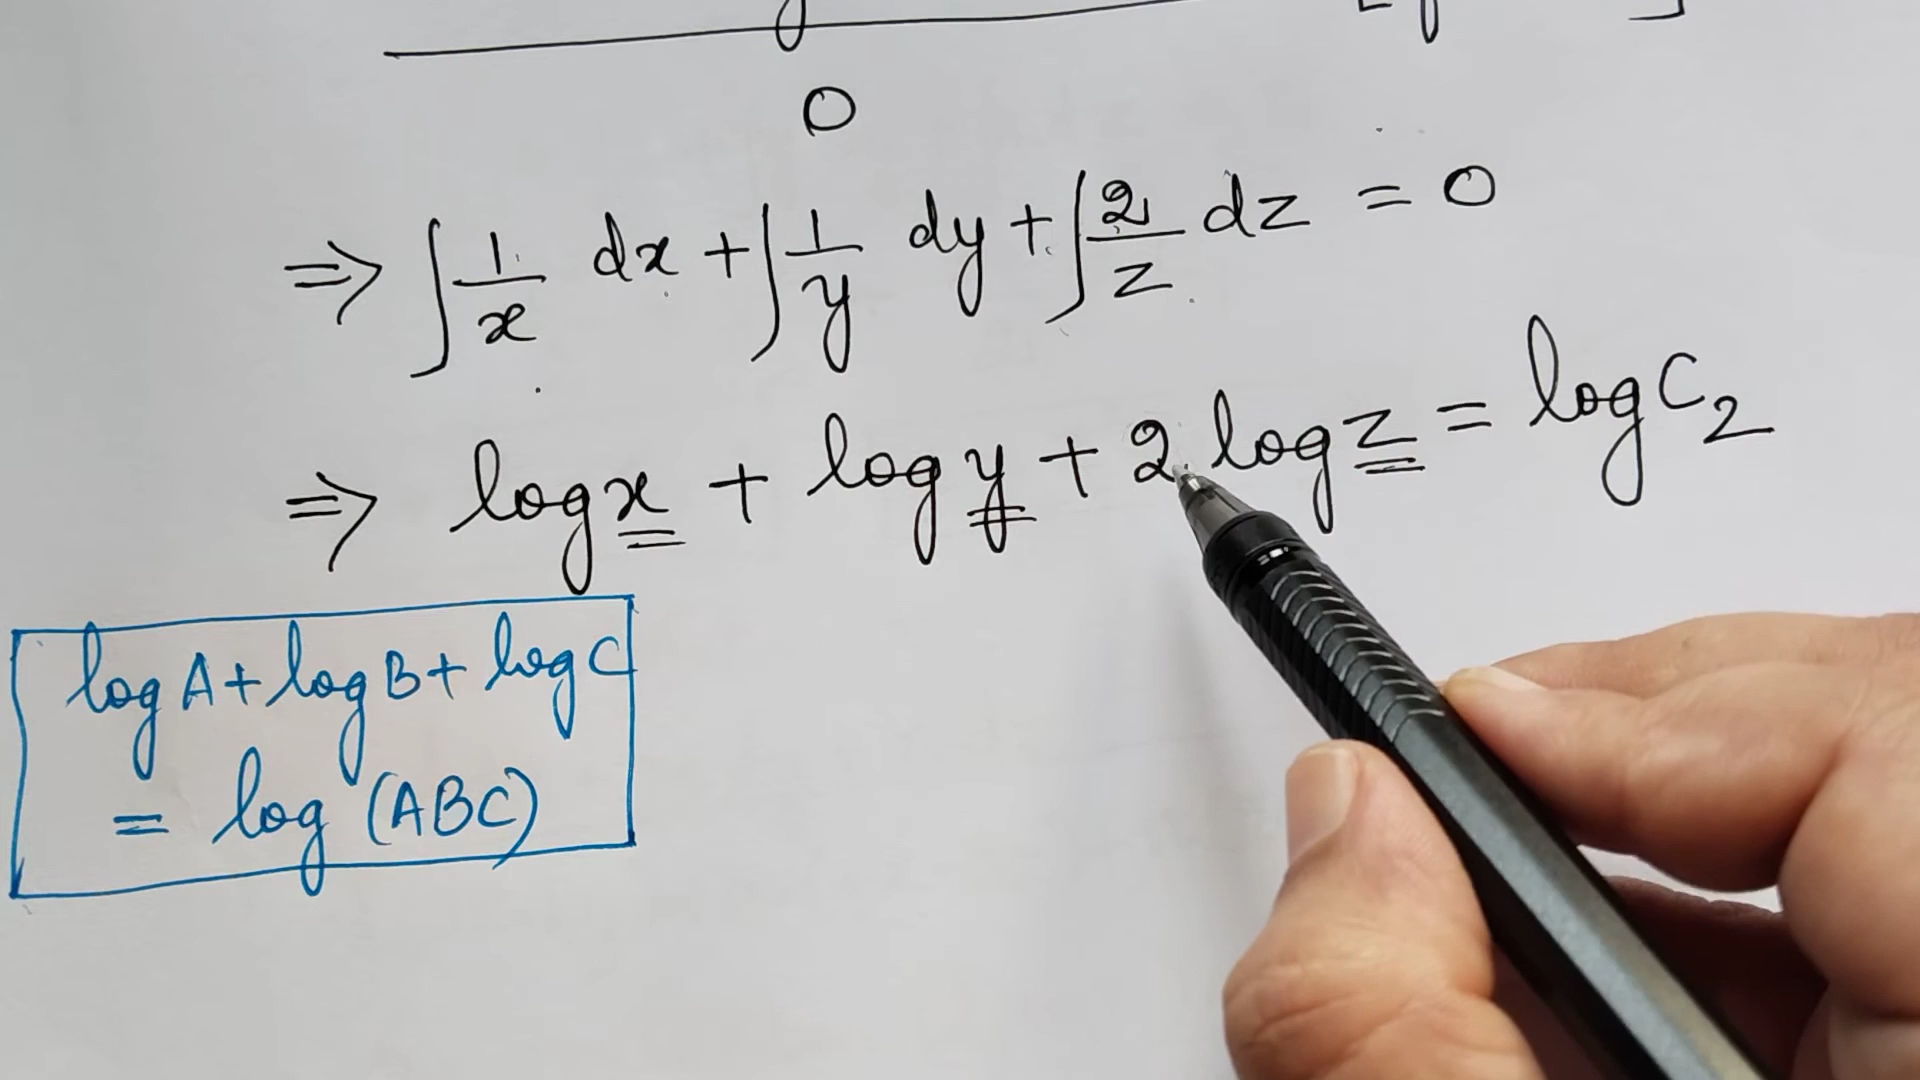 0
⇒ ∫ 1/x dx + ∫ 1/y dy + ∫ 2/z dz = 0
⇒ log x + log y + 2 log z = log C₂
log A + log B + log C
= log (ABC)